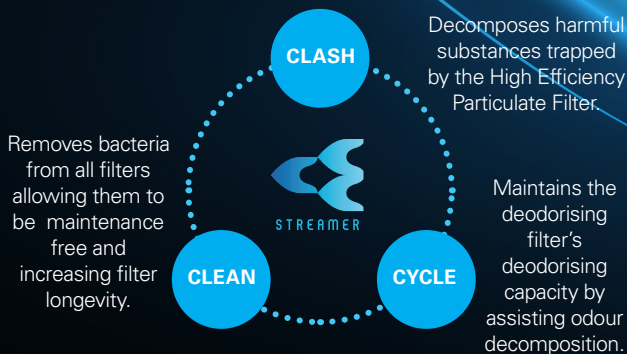 CLASH
Decomposes harmful
substances trapped
by the High Efficiency
Particulate Filter.
Removes bacteria
from all filters
allowing them to
be maintenance
free and
increasing filter
longevity.
STREAMER
Maintains the
deodorising
filter's
deodorising
capacity by
assisting odour
decomposition.
CLEAN
CYCLE